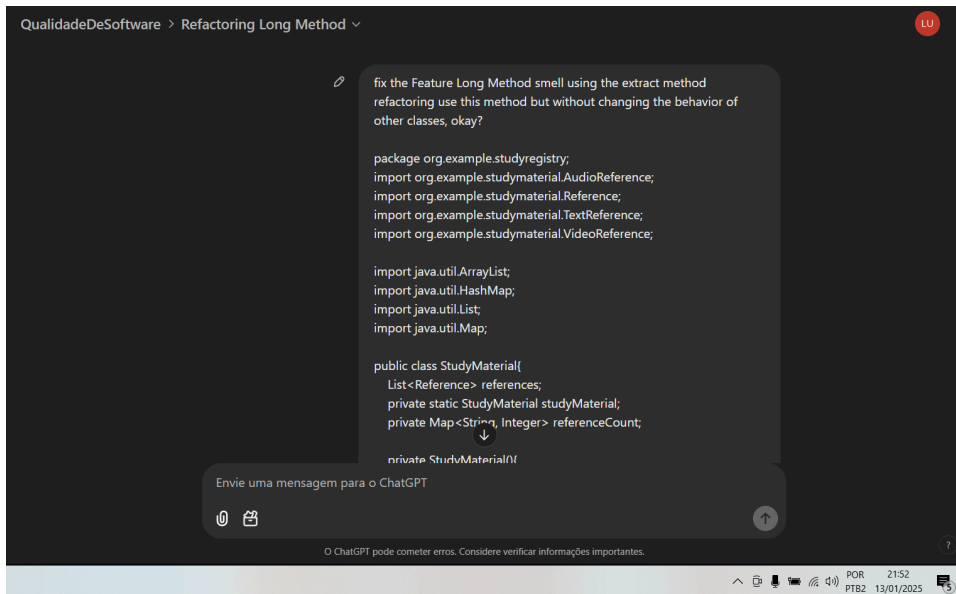 QualidadeDeSoftware > Refactoring Long Method
LU
fix the Feature Long Method smell using the extract method
refactoring use this method but without changing the behavior of
other classes, okay?
package org.example.studyregistry;
import org.example.studymaterial.AudioReference;
import org.example.studymaterial.Reference;
import org.example.studymaterial.TextReference;
import org.example.studymaterial.VideoReference;
import java.util.ArrayList;
import java.util.HashMap;
import java.util.List;
import java.util.Map;
public class StudyMaterial{
List<Reference> references;
private static StudyMaterial studyMaterial;
private Map<String, Integer> referenceCount;
private StudyMaterial(){
Envie uma mensagem para o ChatGPT
O ChatGPT pode cometer erros. Considere verificar informações importantes.
?
POR 21:52
PTB2 13/01/2025
5